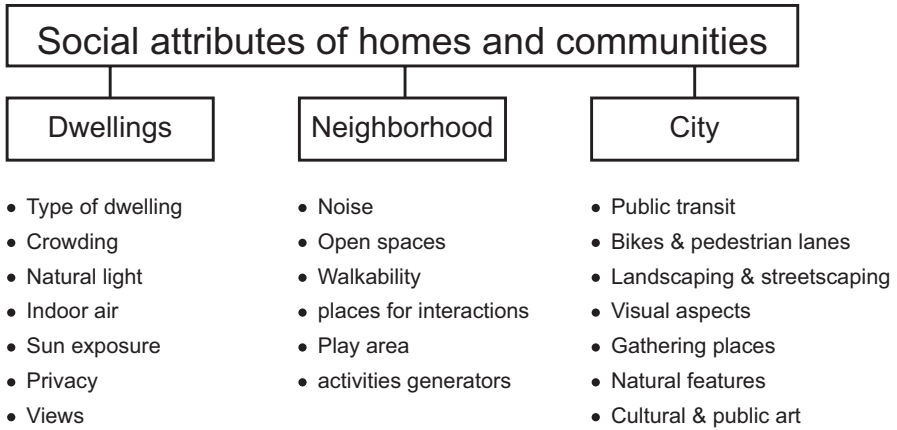 Social attributes of homes and communities
Dwellings
• Type of dwelling
• Crowding
• Natural light
• Indoor air
• Sun exposure
• Privacy
• Views
Neighborhood
• Noise
• Open spaces
• Walkability
• places for interactions
• Play area
• activities generators
City
• Public transit
• Bikes & pedestrian lanes
• Landscaping & streetscaping
• Visual aspects
• Gathering places
• Natural features
• Cultural & public art